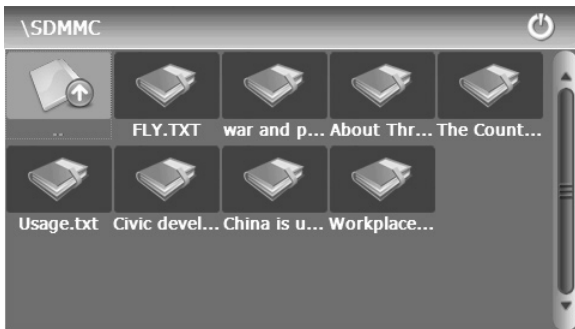 \SDMMC
.. FLY.TXT war and p... About Thr... The Count...
Usage.txt Civic devel... China is u... Workplace...